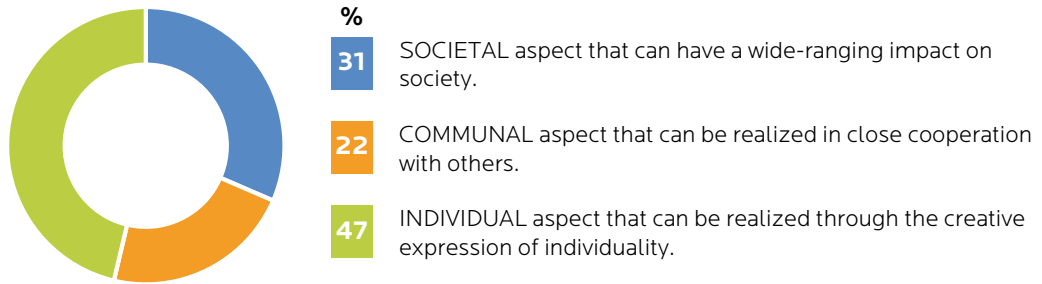 %
31
SOCIETAL aspect that can have a wide-ranging impact on
society.
22
COMMUNAL aspect that can be realized in close cooperation
with others.
47
INDIVIDUAL aspect that can be realized through the creative
expression of individuality.